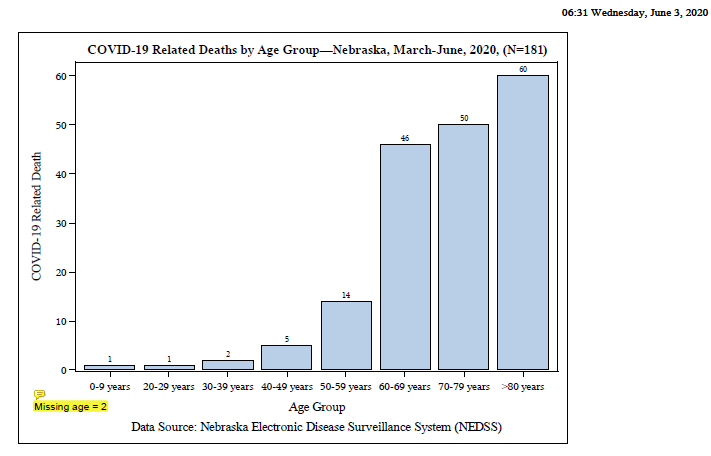 06:31 Wednesday, June 3, 2020
COVID-19 Related Deaths by Age Group—Nebraska, March-June, 2020, (N=181)
COVID-19 Related Death
60
50
40
30
20
10
0
1
1
2
5
14
46
50
60
0-9 years 20-29 years 30-39 years 40-49 years 50-59 years 60-69 years 70-79 years >80 years
Missing age = 2
Age Group
Data Source: Nebraska Electronic Disease Surveillance System (NEDSS)